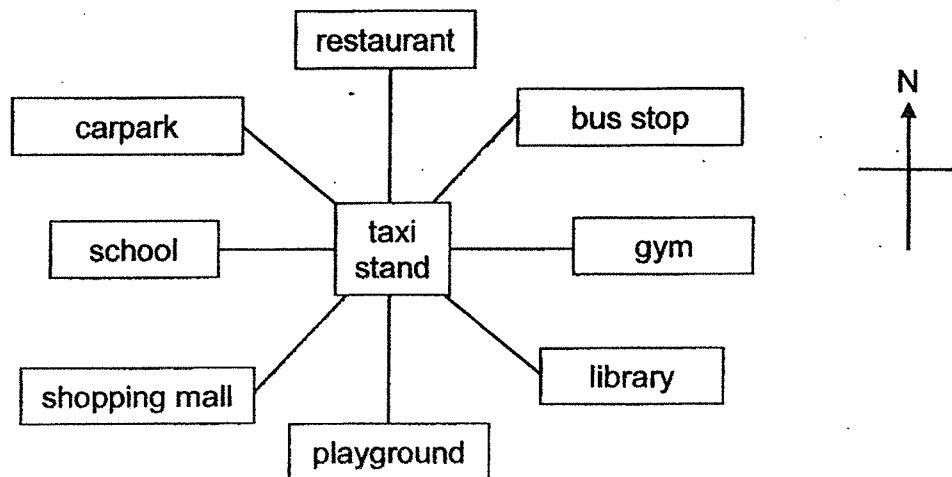 restaurant
N
carpark
bus stop
taxi
stand
school
gym
shopping mall
library
playground